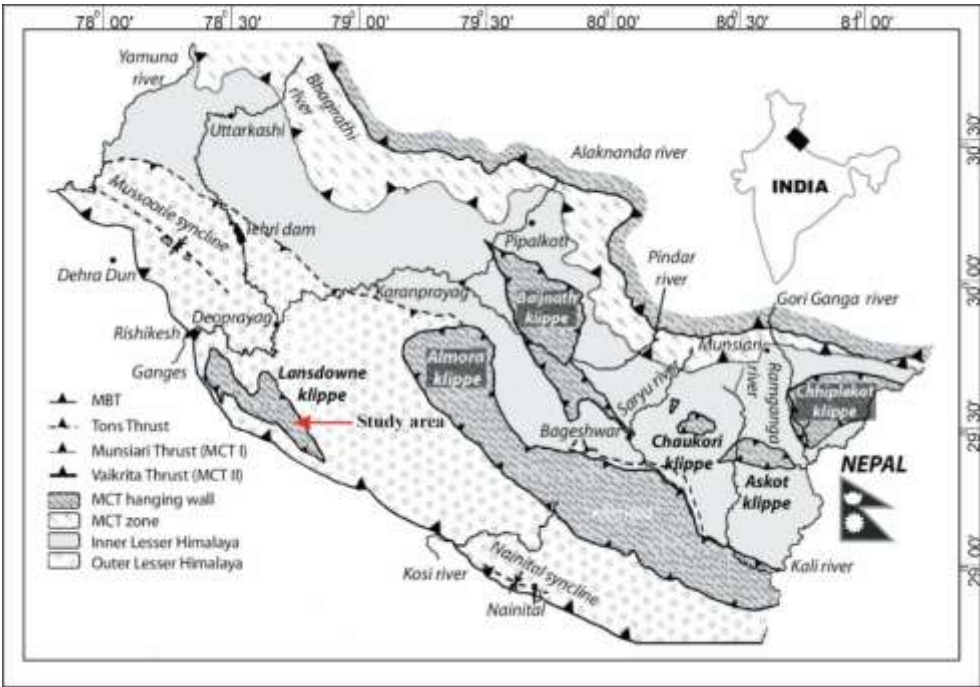 78° 00'
78° 30'
79° 00'
79° 30'
80° 00'
80° 30'
81° 00'
Yamuna
river
Bhagirathi
river
Uttarkashi
Alaknanda river
30° 30'
INDIA
Mussoorie syncline
Tehri dam
Pipalkoti
Pindar
river
Dehra Dun
Karanprayag
Baijnath
klippe
Gori Ganga river
30° 00'
Rishikesh
Deoprayag
Munsiari
Almora
klippe
Ganges
Lansdowne
klippe
Saryu river
Ramganga
river
Chhiplakot
klippe
Study area
Bageshwar
Chaukori
klippe
29° 30'
NEPAL
Askot
klippe
MBT
Tons Thrust
Munsiari Thrust (MCT I)
Vaikrita Thrust (MCT II)
MCT hanging wall
MCT zone
Inner Lesser Himalaya
Outer Lesser Himalaya
Kosi river
Nainital syncline
Nainital
Kali river
29° 00'